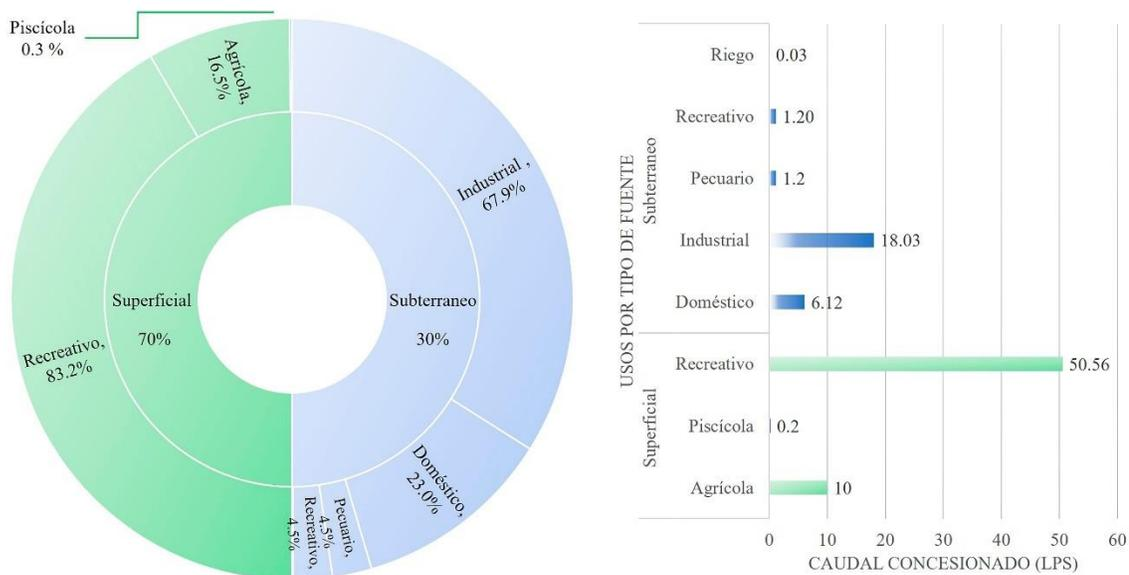 Piscícola
0.3 %
Agrícola,
16.5%
Industrial ,
67.9%
Superficial
70%
Subterraneo
30%
Recreativo,
83.2%
Doméstico,
23.0%
Pecuario,
4.5%
Recreativo,
4.5%
USOS POR TIPO DE FUENTE
Subterraneo
Riego
0.03
Recreativo
1.20
Pecuario
1.2
Industrial
18.03
Doméstico
6.12
Superficial
Recreativo
50.56
Piscícola
0.2
Agrícola
10
0 10 20 30 40 50 60
CAUDAL CONCESIONADO (LPS)